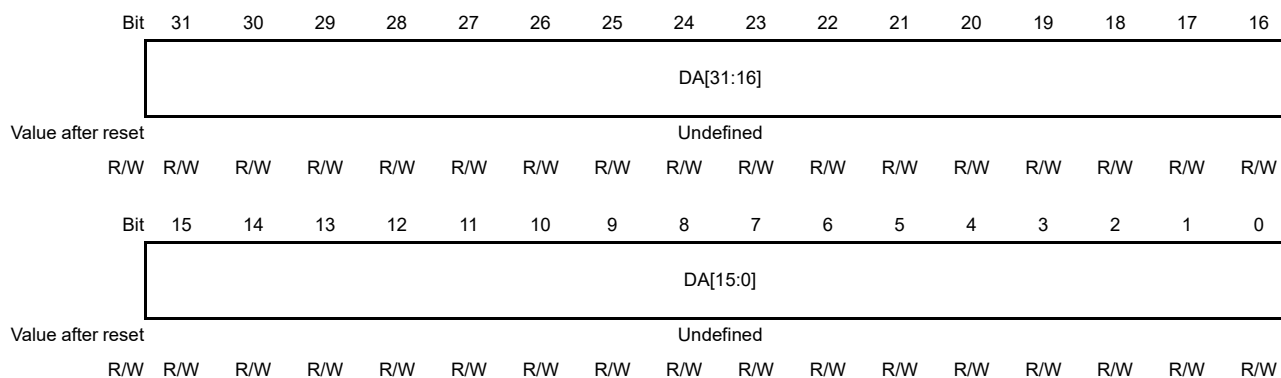 Bit 31 30 29 28 27 26 25 24 23 22 21 20 19 18 17 16
DA[31:16]
Value after reset Undefined
R/W R/W R/W R/W R/W R/W R/W R/W R/W R/W R/W R/W R/W R/W R/W R/W R/W
Bit 15 14 13 12 11 10 9 8 7 6 5 4 3 2 1 0
DA[15:0]
Value after reset Undefined
R/W R/W R/W R/W R/W R/W R/W R/W R/W R/W R/W R/W R/W R/W R/W R/W R/W